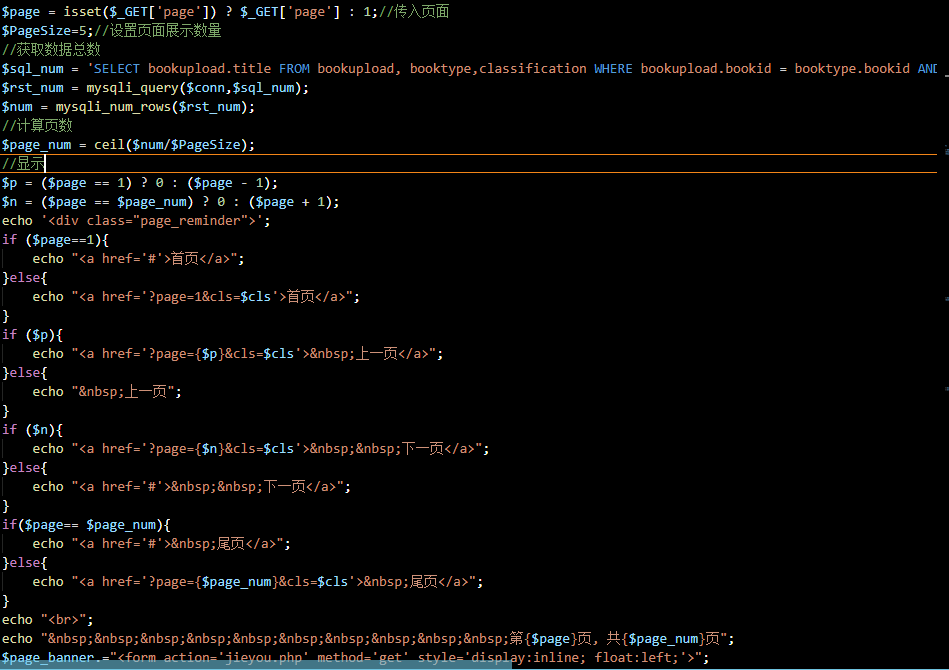 $page = isset($_GET['page']) ? $_GET['page'] : 1;//传入页面
$PageSize=5;//设置页面展示数量
//获取数据总数
$sql_num = 'SELECT bookupload.title FROM bookupload, booktype,classification WHERE bookupload.bookid = booktype.bookid AND
$rst_num = mysqli_query($conn,$sql_num);
$num = mysqli_num_rows($rst_num);
//计算页数
$page_num = ceil($num/$PageSize);
//显示
$p = ($page == 1) ? 0 : ($page - 1);
$n = ($page == $page_num) ? 0 : ($page + 1);
echo '<div class="page_reminder">';
if ($page==1){
    echo "<a href='#'>首页</a>";
}else{
    echo "<a href='?page=1&cls=$cls'>首页</a>";
}
if ($p){
    echo "<a href='?page={$p}&cls=$cls'>&nbsp;上一页</a>";
}else{
    echo "&nbsp;上一页";
}
if ($n){
    echo "<a href='?page={$n}&cls=$cls'>&nbsp;&nbsp;下一页</a>";
}else{
    echo "<a href='#'>&nbsp;&nbsp;下一页</a>";
}
if($page== $page_num){
    echo "<a href='#'>&nbsp;尾页</a>";
}else{
    echo "<a href='?page={$page_num}&cls=$cls'>&nbsp;尾页</a>";
}
echo "<br>";
echo "&nbsp;&nbsp;&nbsp;&nbsp;&nbsp;&nbsp;&nbsp;&nbsp;&nbsp;&nbsp;第{$page}页, 共{$page_num}页";
$page_banner.="<form action='jieyou.php' method='get' style='display:inline; float:left;'>";